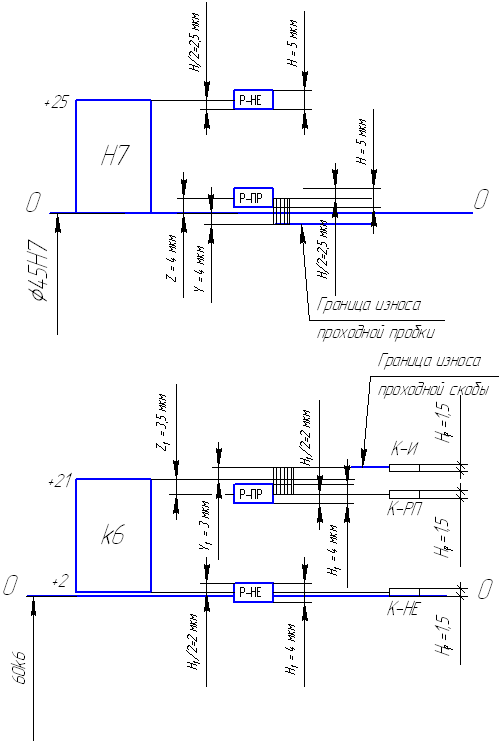 H/2=2,5 мкм
H = 5 мкм
+25
Р-НЕ
H7
H = 5 мкм
Р-ПР
0
0
Z = 4 мкм
Y = 4 мкм
H/2=2,5 мкм
ϕ45H7
Граница износа
проходной пробки
Граница износа
проходной скобы
Z₁ = 3,5 мкм
H₁/2=2 мкм
Hр = 1,5
К-И
+21
Р-ПР
К-РП
k6
Y₁ = 3 мкм
H₁ = 4 мкм
Hр = 1,5
0
+2
Р-НЕ
0
К-НЕ
H₁/2=2 мкм
H₁ = 4 мкм
Hр = 1,5
60k6